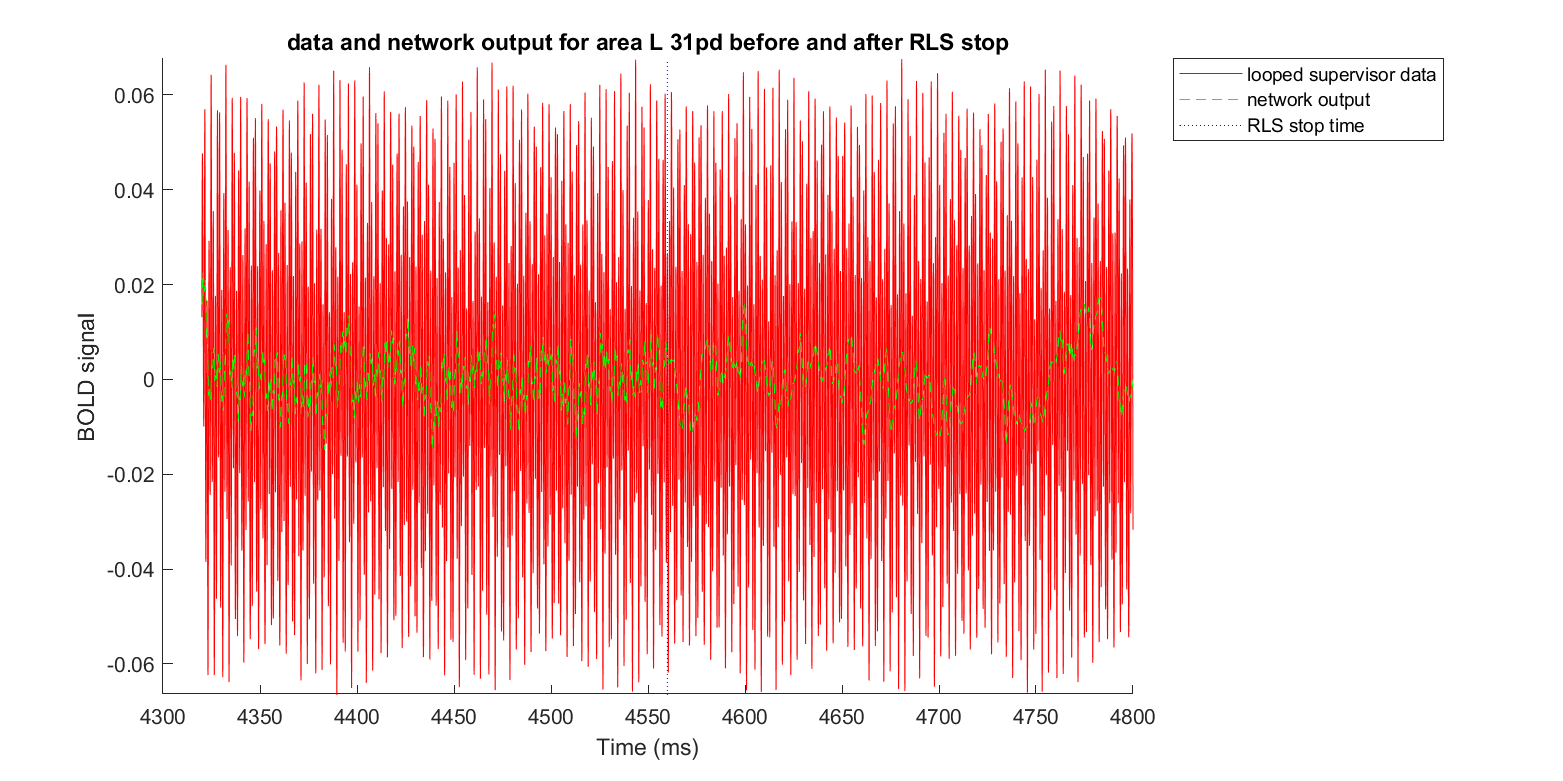 data and network output for area L 31pd before and after RLS stop
looped supervisor data
network output
RLS stop time
0.06
0.04
0.02
0
-0.02
-0.04
-0.06
BOLD signal
4300 4350 4400 4450 4500 4550 4600 4650 4700 4750 4800
Time (ms)